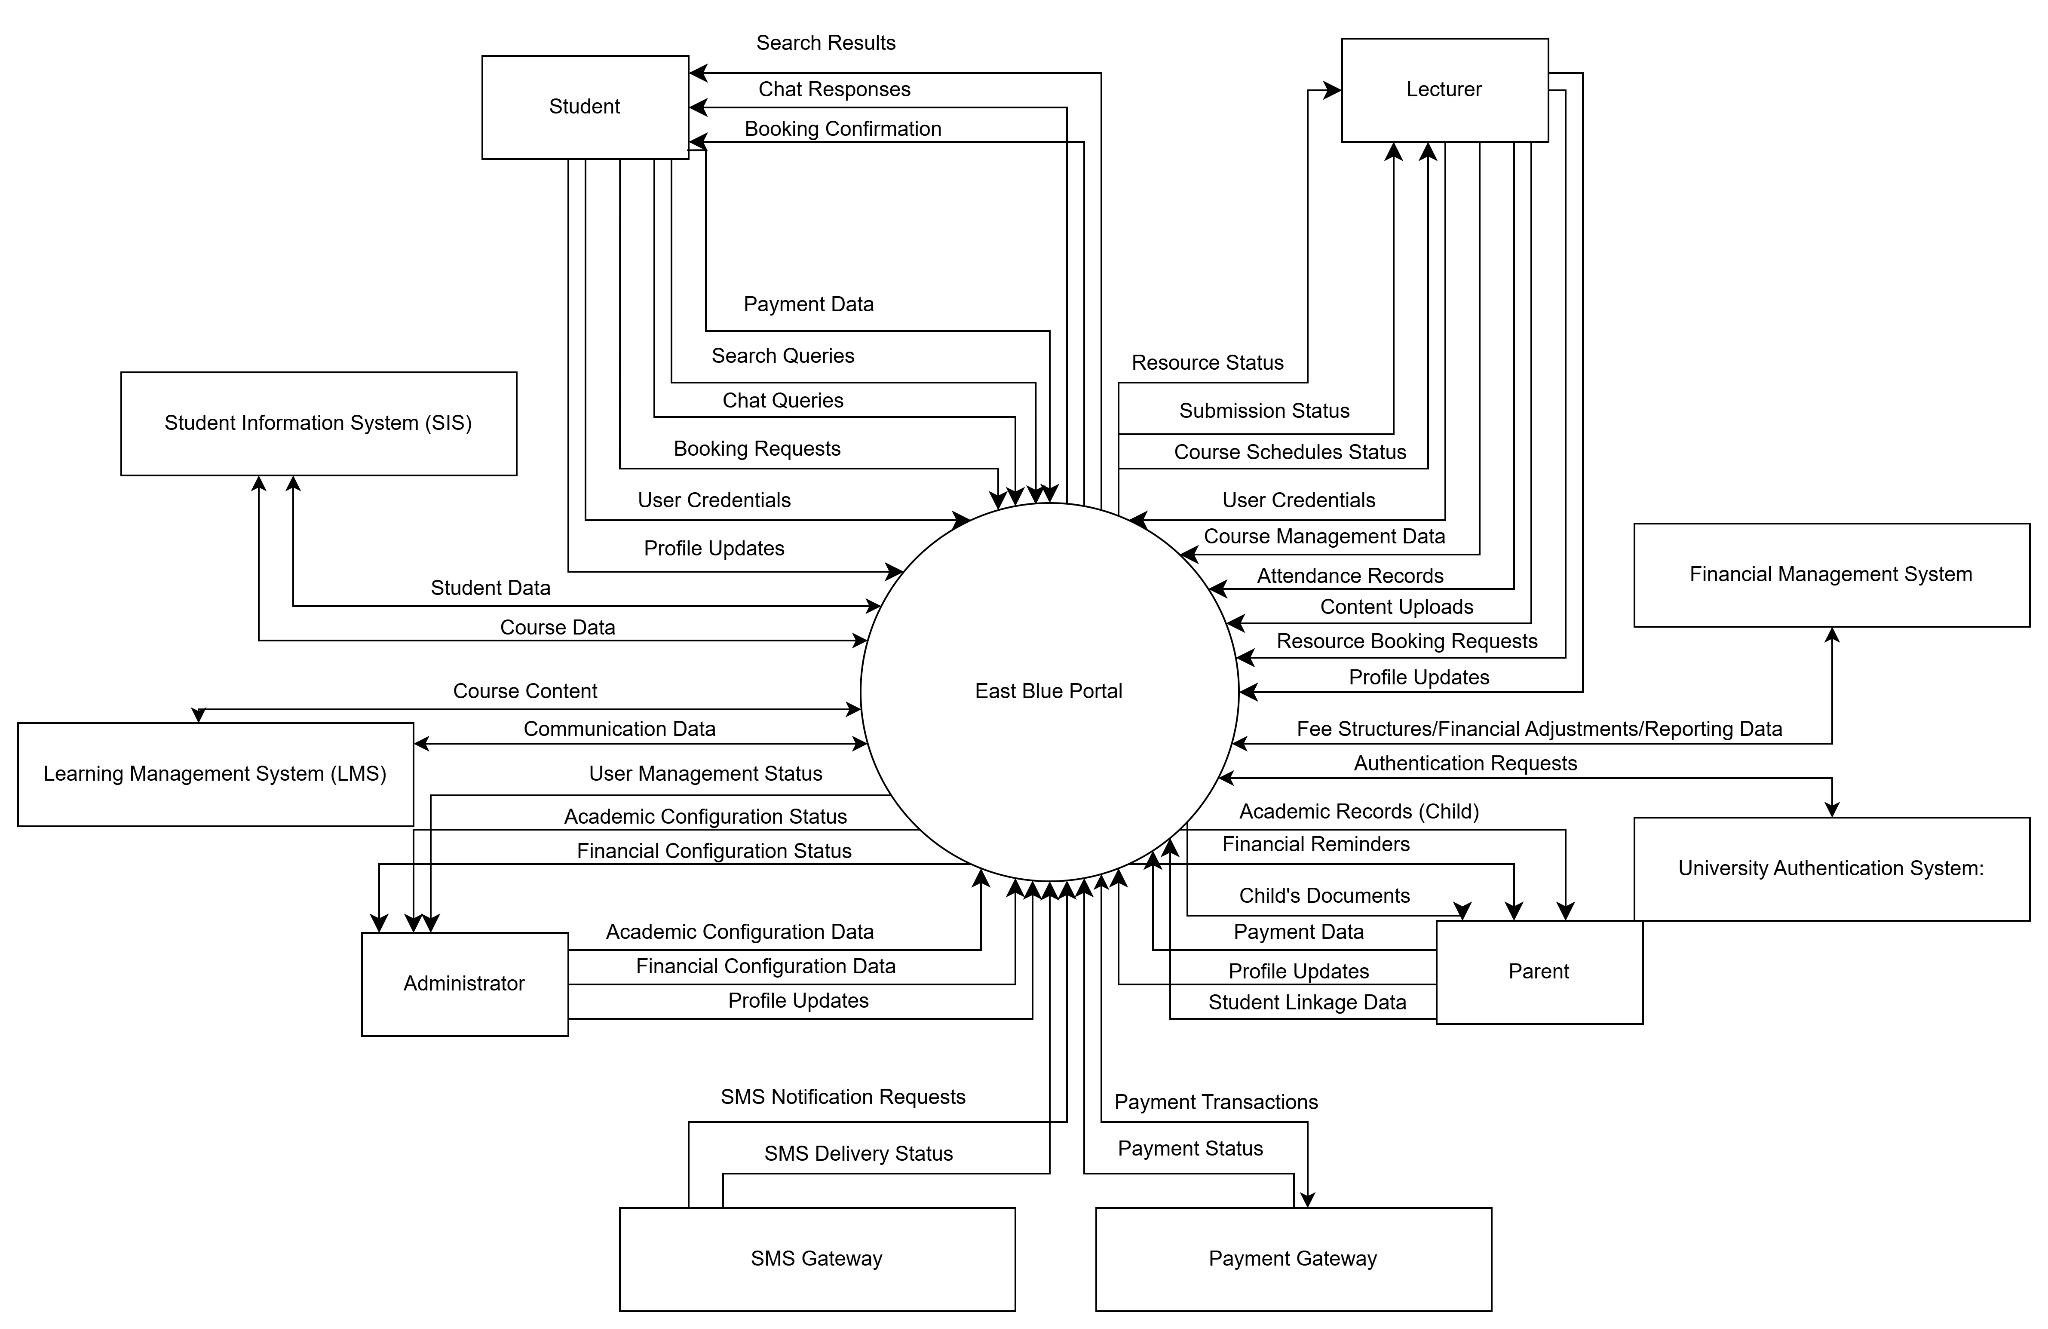 Search Results
Student
Chat Responses
Booking Confirmation
Lecturer
Payment Data
Search Queries
Chat Queries
Booking Requests
User Credentials
Profile Updates
Resource Status
Submission Status
Course Schedules Status
User Credentials
Course Management Data
Attendance Records
Content Uploads
Resource Booking Requests
Profile Updates
Student Information System (SIS)
Student Data
Course Data
Financial Management System
East Blue Portal
Course Content
Communication Data
Learning Management System (LMS)
User Management Status
Academic Configuration Status
Financial Configuration Status
Fee Structures/Financial Adjustments/Reporting Data
Authentication Requests
Academic Records (Child)
Financial Reminders
University Authentication System:
Child's Documents
Payment Data
Profile Updates
Student Linkage Data
Parent
Academic Configuration Data
Financial Configuration Data
Profile Updates
Administrator
SMS Notification Requests
SMS Delivery Status
Payment Transactions
Payment Status
SMS Gateway
Payment Gateway